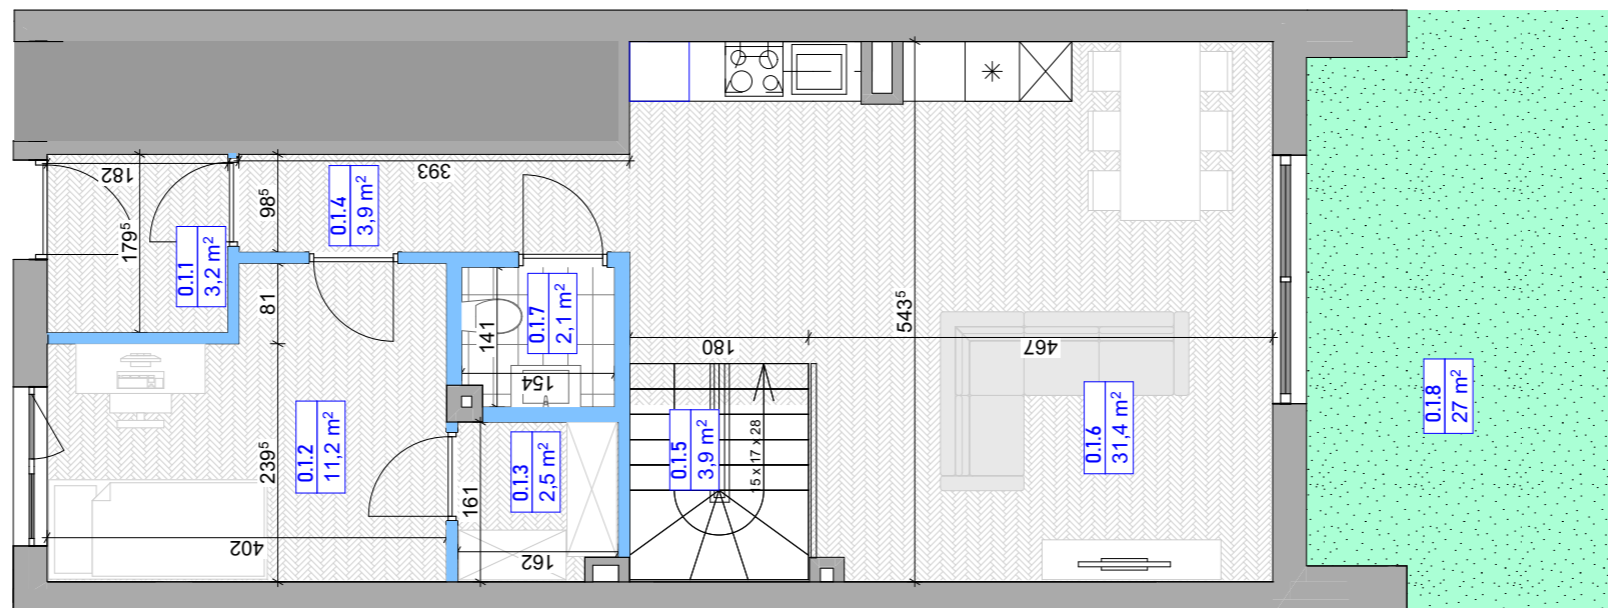 182
179⁵
0.1.1
3,2 m²
98⁵
393
0.1.4
3,9 m²
81
141
0.1.7
2,1 m²
154
239⁵
0.1.2
11,2 m²
402
161
0.1.3
2,5 m²
162
180
0.1.5
3,9 m²
15 x 17 x 28
543⁵
467
0.1.6
31,4 m²
0.1.8
27 m²